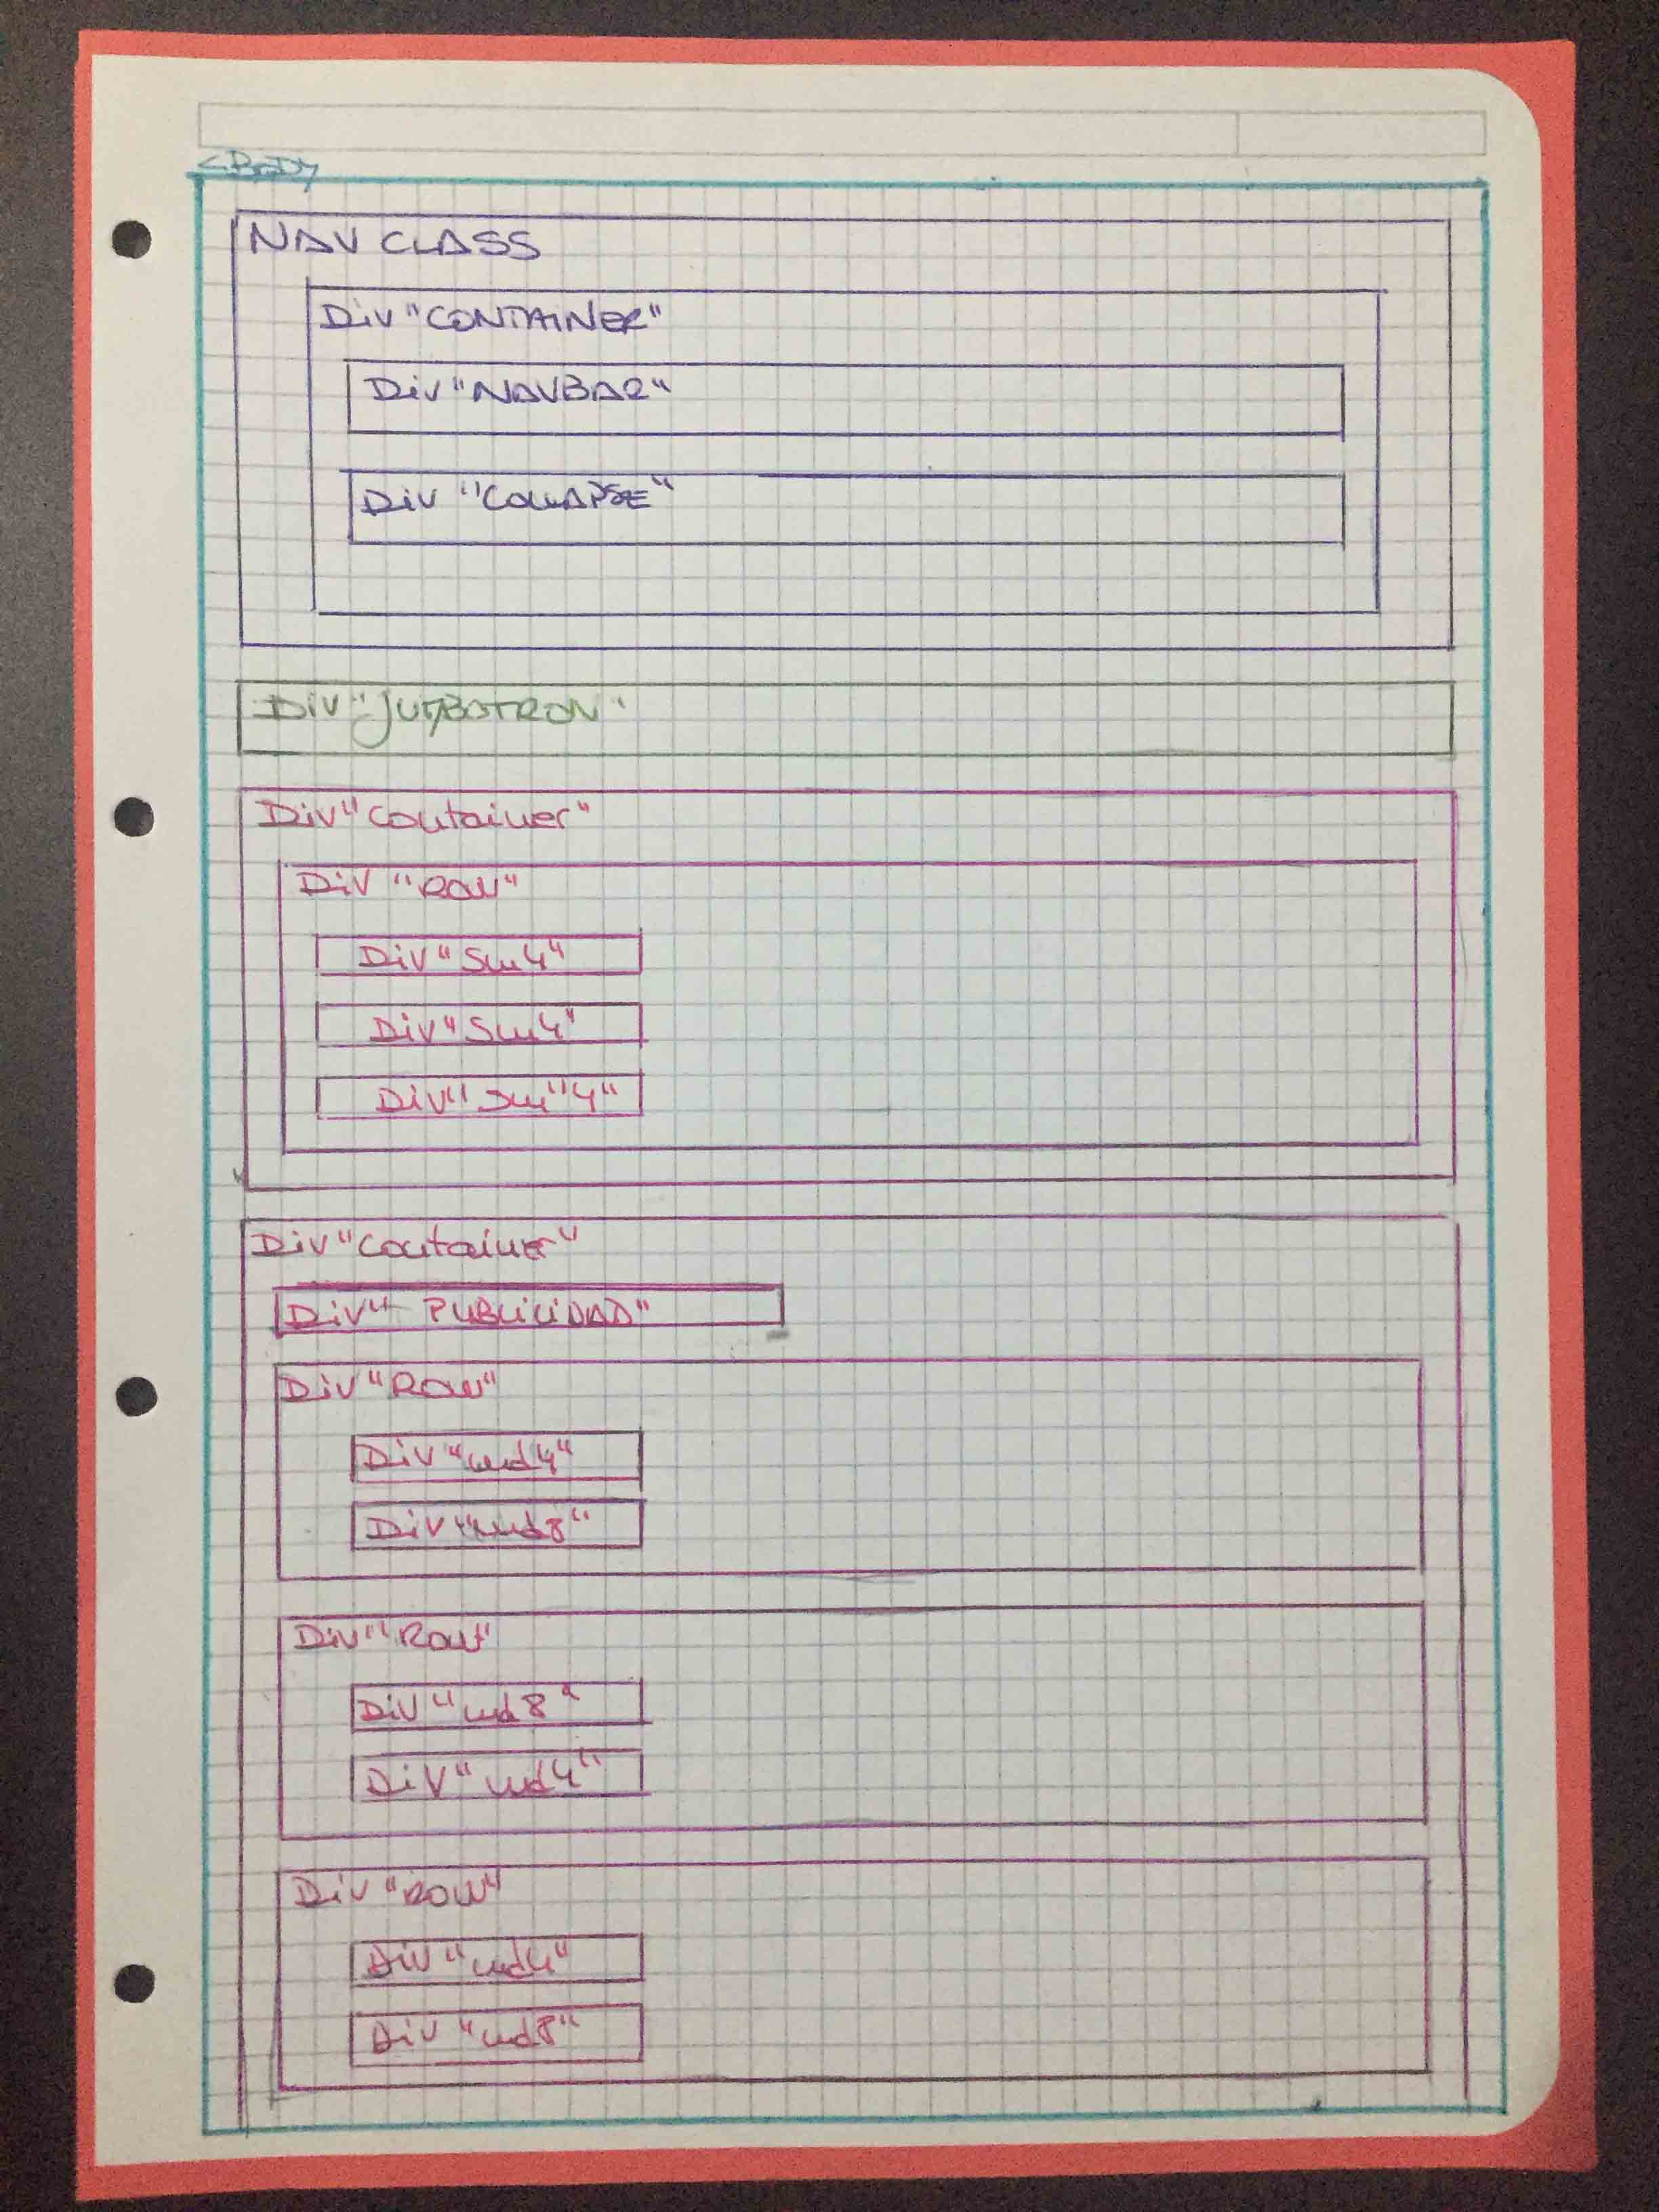 <BODY
NAV CLASS
Div "CONTAINER"
Div "NAVBAR"
Div "COLLAPSE"
Div "JUMBOTRON"
Div "Container"
Div "ROW"
Div "Sm4"
Div "Sm4"
Div "Sm"4"
Div "Container"
Div "PUBLICIDAD"
Div "ROW"
Div "md4"
Div "md8"
Div "Row"
Div "md8"
Div "md4"
Div "ROW"
Div "md4"
Div "md8"